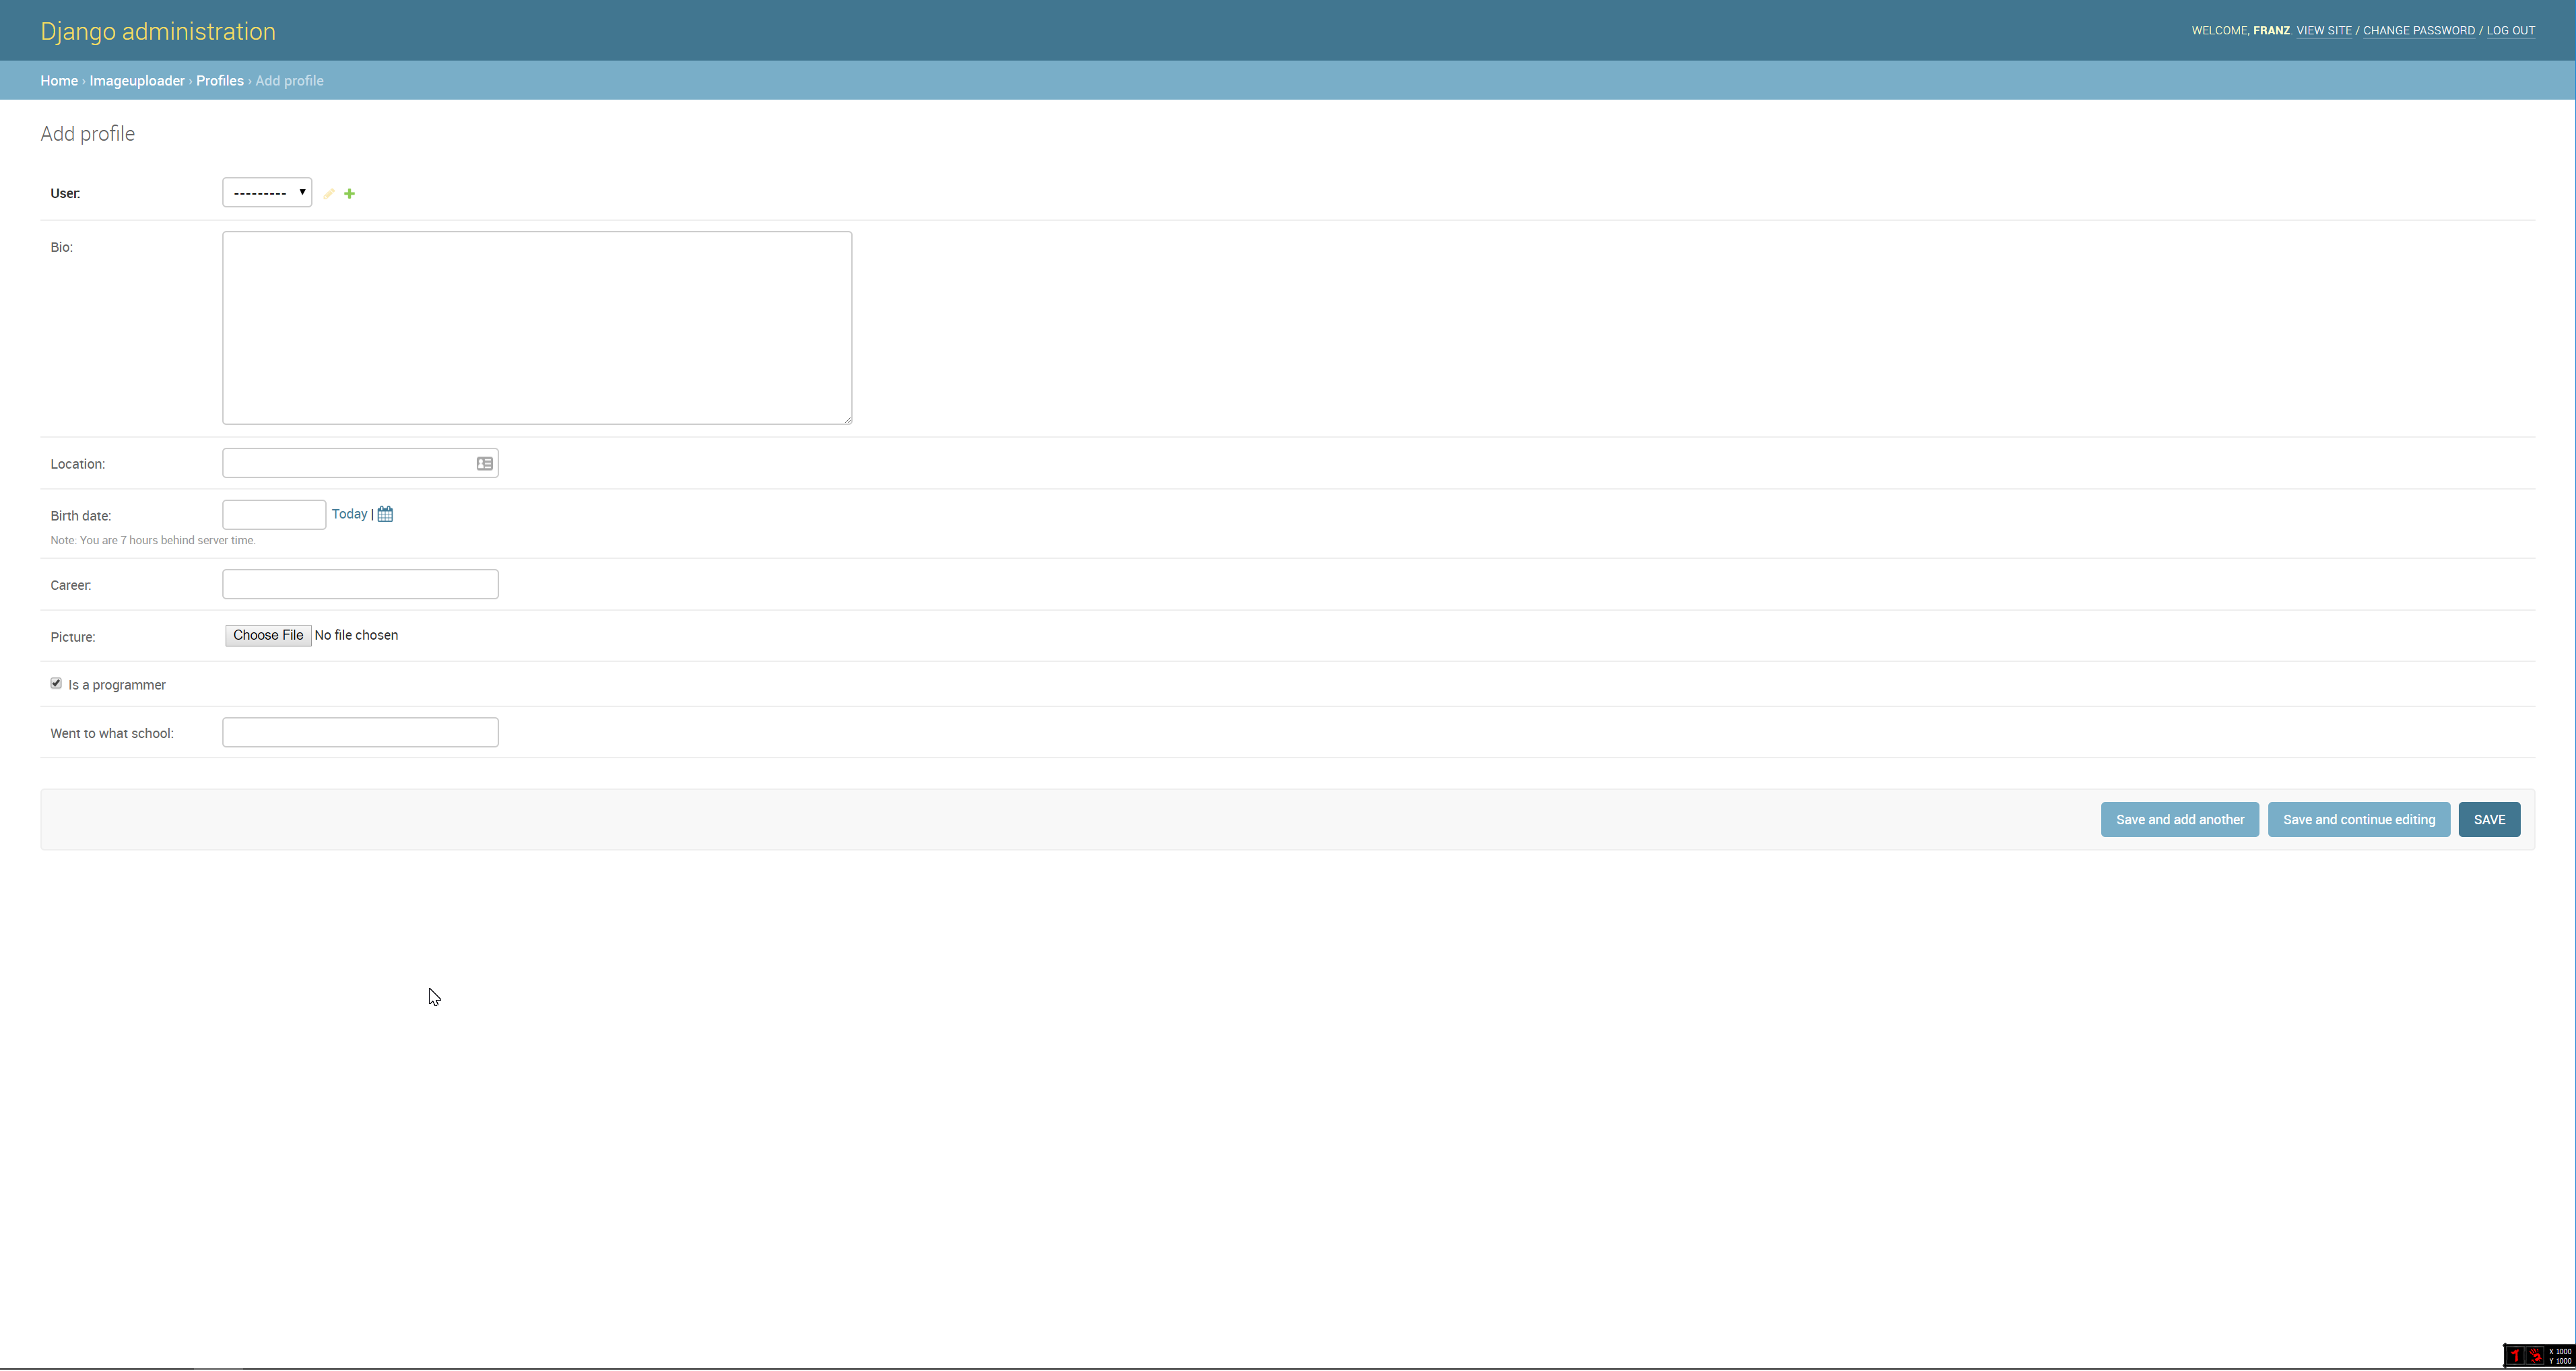 Django administration
WELCOME, FRANZ. VIEW SITE / CHANGE PASSWORD / LOG OUT
Home › Imageuploader › Profiles › Add profile
Add profile
User:
---------
Bio:
Location:
Birth date:
Today |
Note: You are 7 hours behind server time.
Career:
Picture:
Choose File No file chosen
Is a programmer
Went to what school:
Save and add another
Save and continue editing
SAVE
X 1000
Y 1000